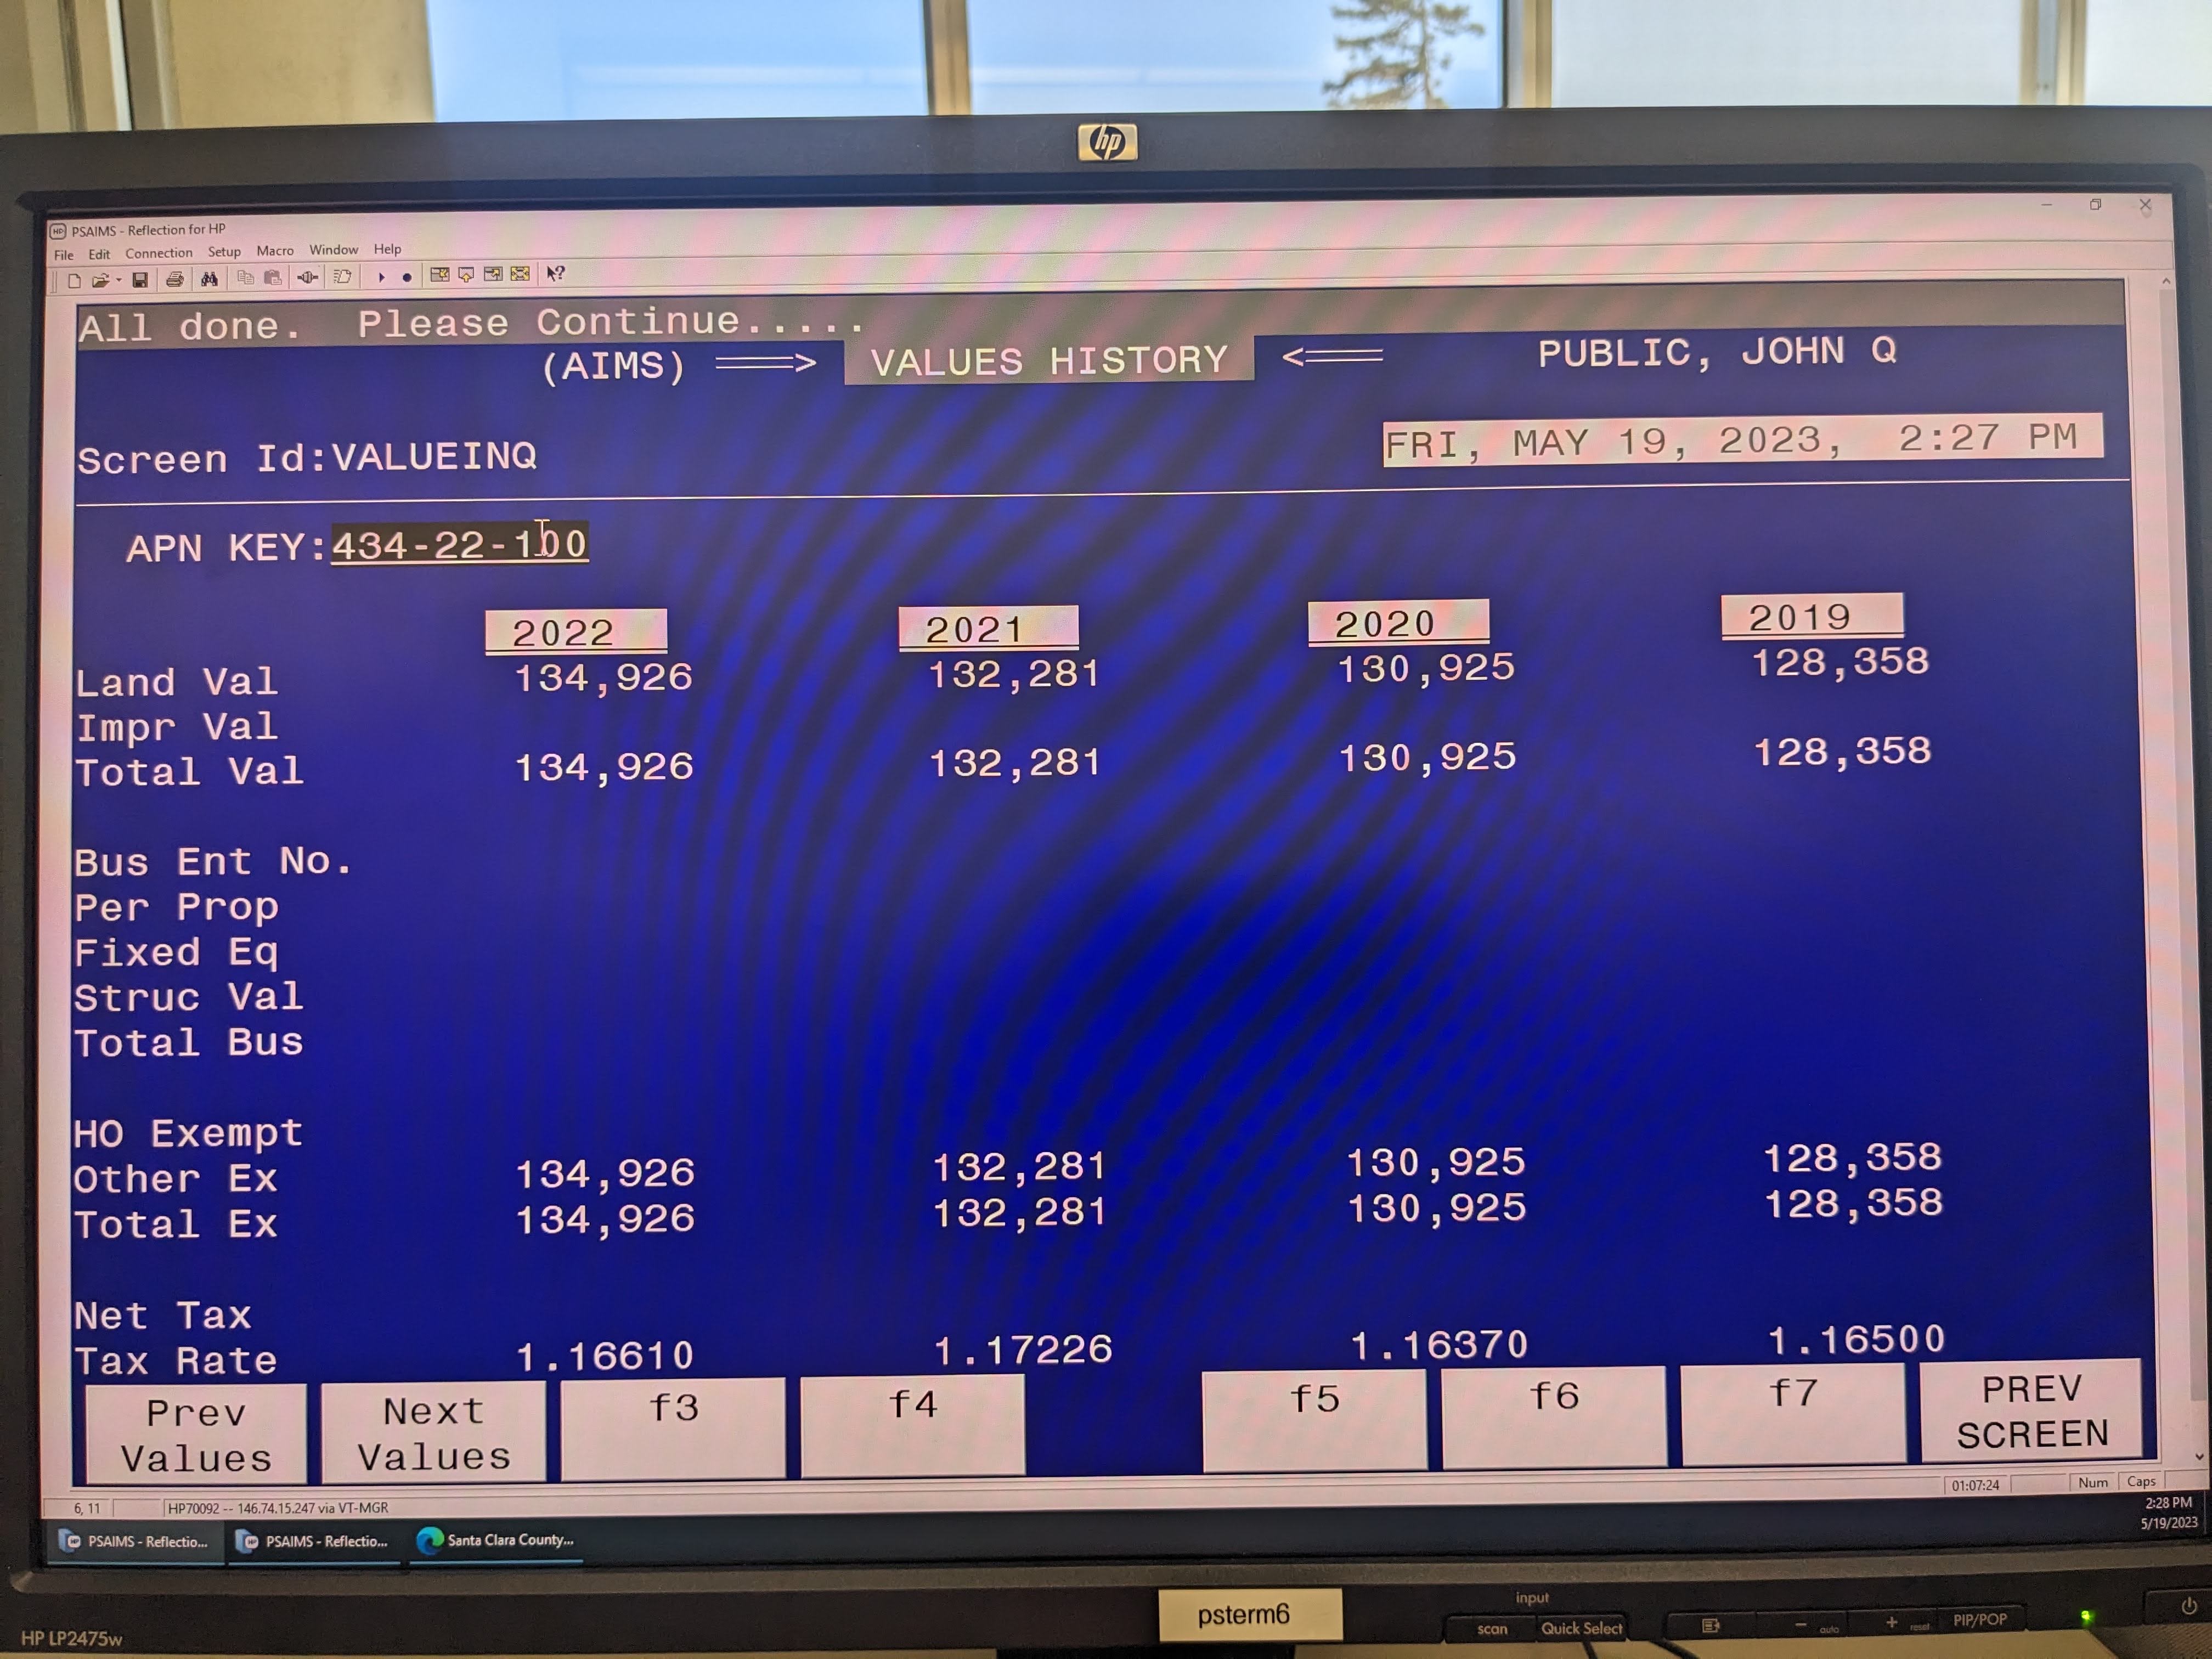 hp
PSAIMS - Reflection for HP
File Edit Connection Setup Macro Window Help
All done. Please Continue.....
(AIMS) ===> VALUES HISTORY <=== PUBLIC, JOHN Q
Screen Id:VALUEINQ FRI, MAY 19, 2023, 2:27 PM
APN KEY:434-22-100
2022 2021 2020 2019
Land Val 134,926 132,281 130,925 128,358
Impr Val
Total Val 134,926 132,281 130,925 128,358
Bus Ent No.
Per Prop
Fixed Eq
Struc Val
Total Bus
HO Exempt
Other Ex 134,926 132,281 130,925 128,358
Total Ex 134,926 132,281 130,925 128,358
Net Tax
Tax Rate 1.16610 1.17226 1.16370 1.16500
Prev Next f3 f4 f5 f6 f7 PREV
Values Values SCREEN
01:07:24 Num Caps
6, 11 HP70092 -- 146.74.15.247 via VT-MGR
2:28 PM
PSAIMS - Reflectio... PSAIMS - Reflectio... Santa Clara County... 5/19/2023
input
psterm6 scan Quick Select - auto + reset PIP/POP
HP LP2475w